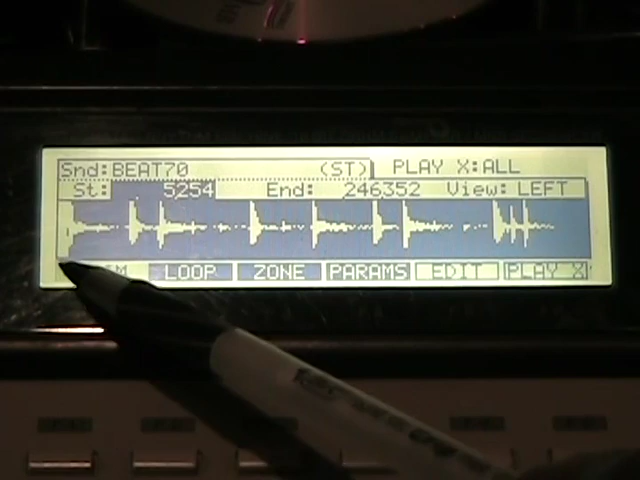 Snd:BEAT70 (ST) PLAY X:ALL
St: 5254 End: 246352 View: LEFT
LOOP ZONE PARAMS EDIT PLAY X